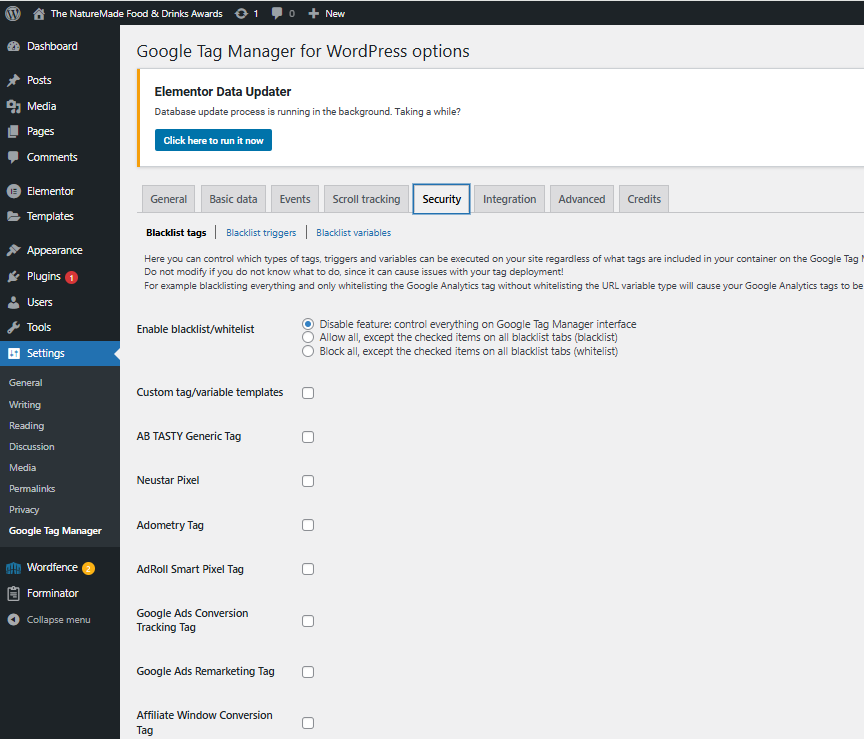 The NatureMade Food & Drinks Awards 1 0 New
Dashboard
Posts
Media
Pages
Comments
Elementor
Templates
Appearance
Plugins 1
Users
Tools
Settings
General
Writing
Reading
Discussion
Media
Permalinks
Privacy
Google Tag Manager
Wordfence 2
Forminator
Collapse menu
Google Tag Manager for WordPress options
Elementor Data Updater
Database update process is running in the background. Taking a while?
Click here to run it now
General Basic data Events Scroll tracking Security Integration Advanced Credits
Blacklist tags Blacklist triggers Blacklist variables
Here you can control which types of tags, triggers and variables can be executed on your site regardless of what tags are included in your container on the Google Tag
Do not modify if you do not know what to do, since it can cause issues with your tag deployment!
For example blacklisting everything and only whitelisting the Google Analytics tag without whitelisting the URL variable type will cause your Google Analytics tags to be
Enable blacklist/whitelist
Disable feature: control everything on Google Tag Manager interface
Allow all, except the checked items on all blacklist tabs (blacklist)
Block all, except the checked items on all blacklist tabs (whitelist)
Custom tag/variable templates
AB TASTY Generic Tag
Neustar Pixel
Adometry Tag
AdRoll Smart Pixel Tag
Google Ads Conversion
Tracking Tag
Google Ads Remarketing Tag
Affiliate Window Conversion
Tag